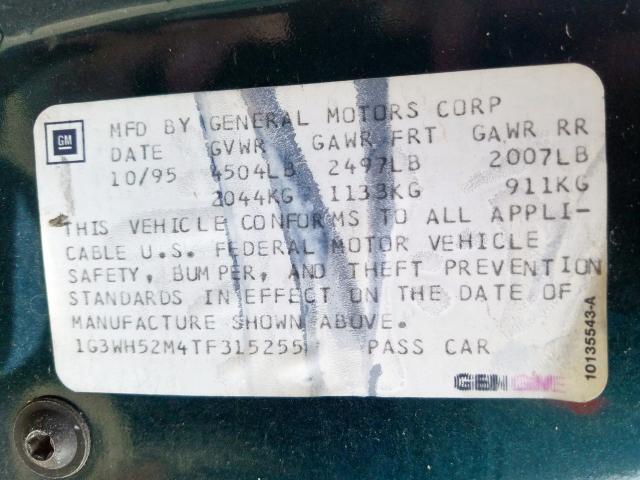 GM
MFD BY GENERAL MOTORS CORP
DATE GVWR GAWR FRT GAWR RR
10/95 4504LB 2497LB 2007LB
2044KG 1133KG 911KG
THIS VEHICLE CONFORMS TO ALL APPLI-
CABLE U.S. FEDERAL MOTOR VEHICLE
SAFETY, BUMPER, AND THEFT PREVENTION
STANDARDS IN EFFECT ON THE DATE OF
MANUFACTURE SHOWN ABOVE.
1G3WH52M4TF315255 PASS CAR
GENUINE
10135543-A